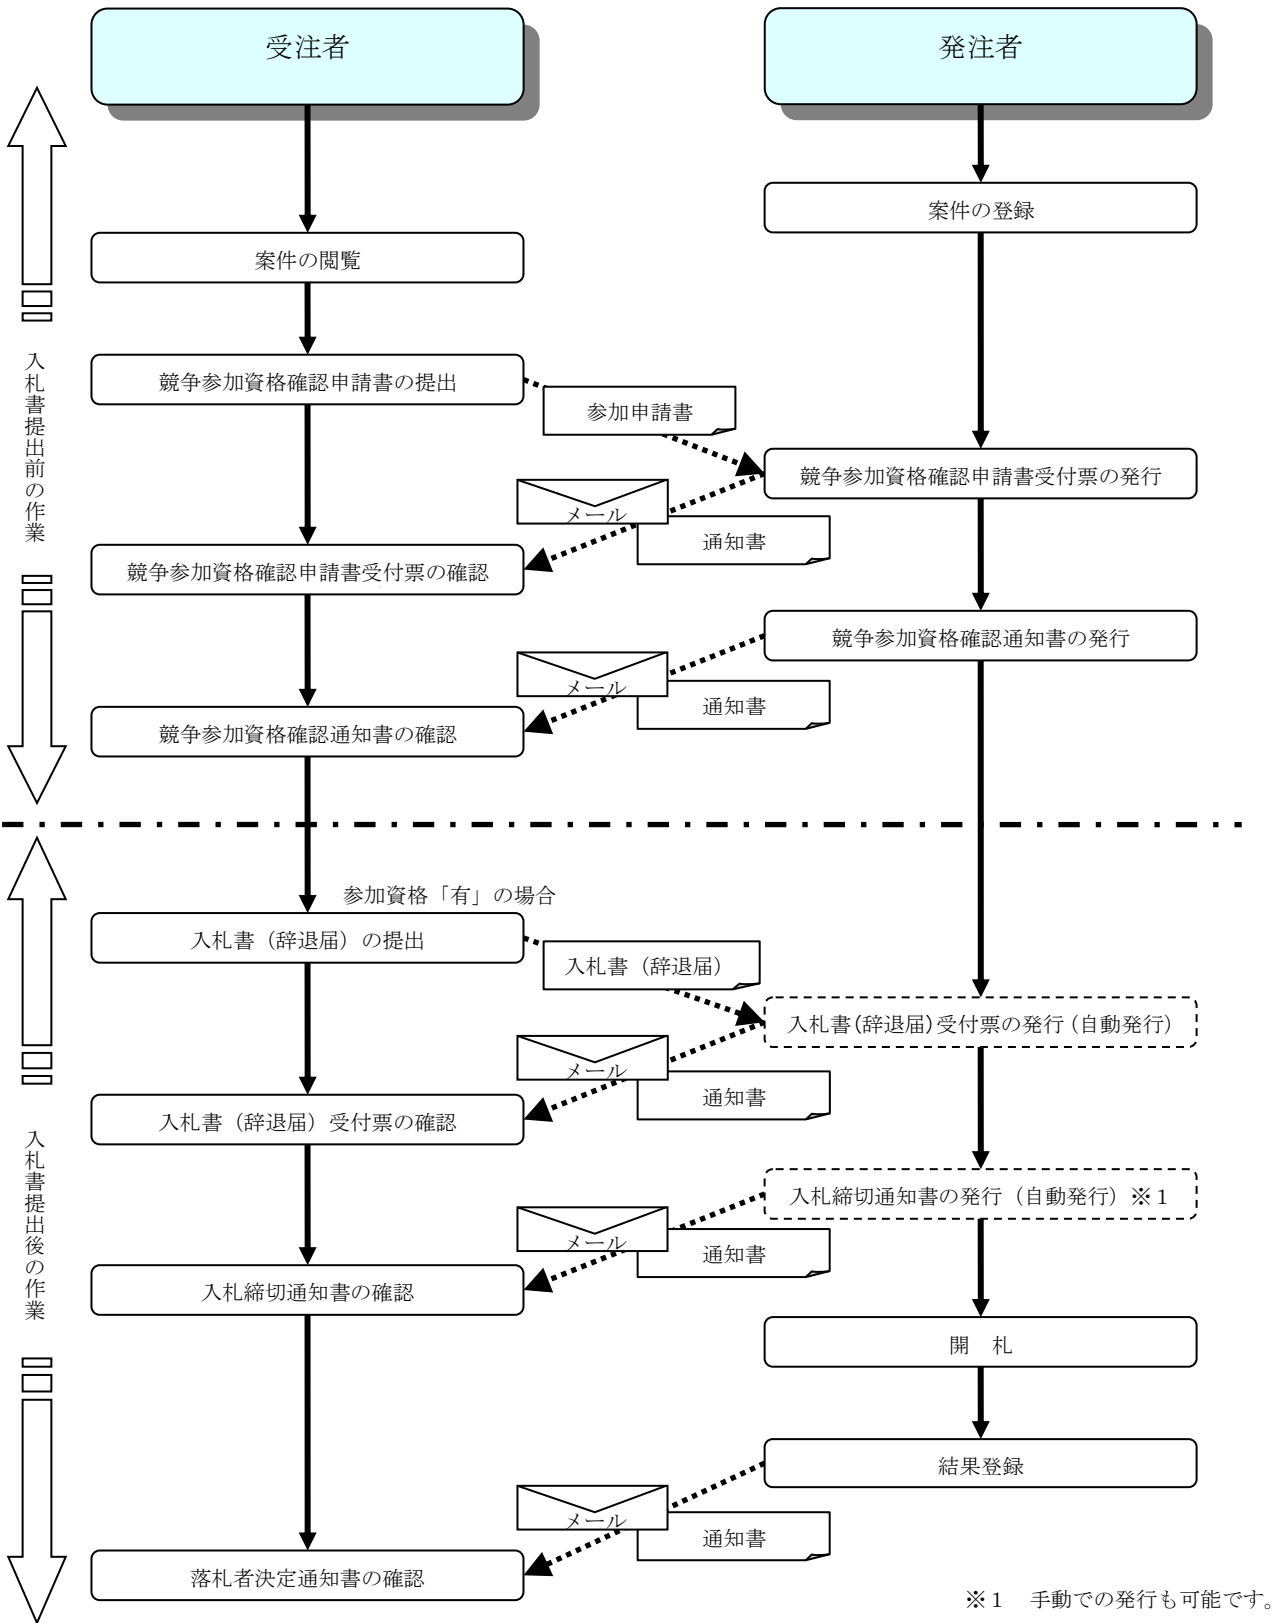 受注者
発注者
案件の登録
案件の閲覧
入札書提出前の作業
競争参加資格確認申請書の提出
参加申請書
競争参加資格確認申請書受付票の発行
メール
通知書
競争参加資格確認申請書受付票の確認
競争参加資格確認通知書の発行
メール
通知書
競争参加資格確認通知書の確認
参加資格「有」の場合
入札書（辞退届）の提出
入札書（辞退届）
入札書(辞退届)受付票の発行(自動発行)
メール
通知書
入札書（辞退届）受付票の確認
入札書提出後の作業
入札締切通知書の発行（自動発行）※１
メール
通知書
入札締切通知書の確認
開　札
結果登録
メール
通知書
落札者決定通知書の確認
※１　手動での発行も可能です。